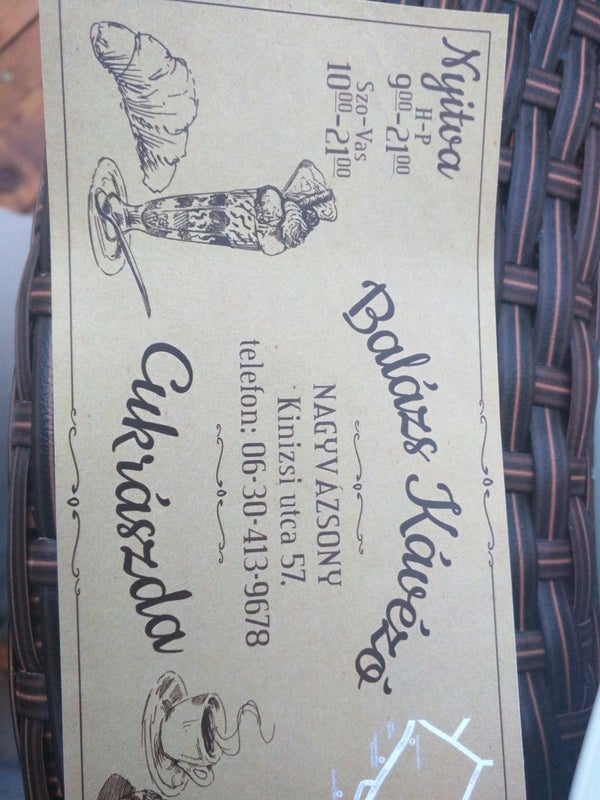 Nyitva
H-P
9⁰⁰-21⁰⁰
Szo-Vas
10⁰⁰-21⁰⁰
Balázs Kávézó
NAGYVÁZSONY
Kinizsi utca 57.
telefon: 06-30-413-9678
Cukrászda